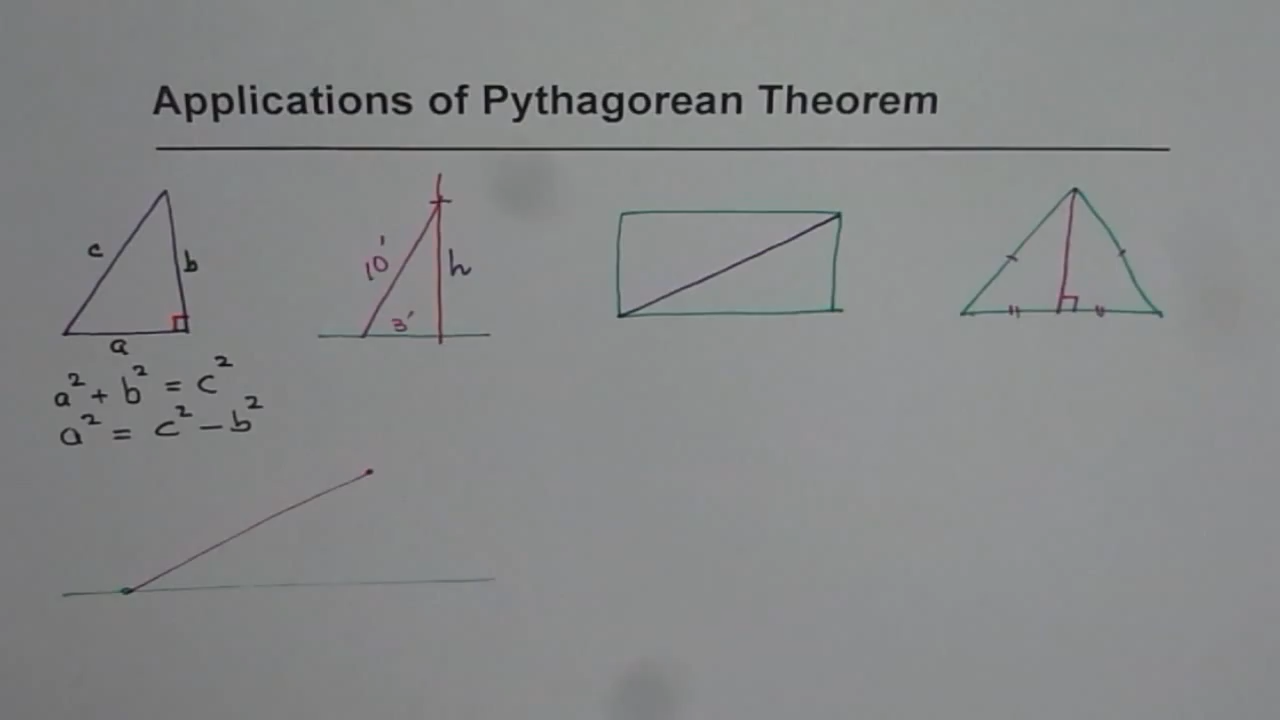 Applications of Pythagorean Theorem
c
b
a
10'
h
3'
a² + b² = c²
a² = c² - b²